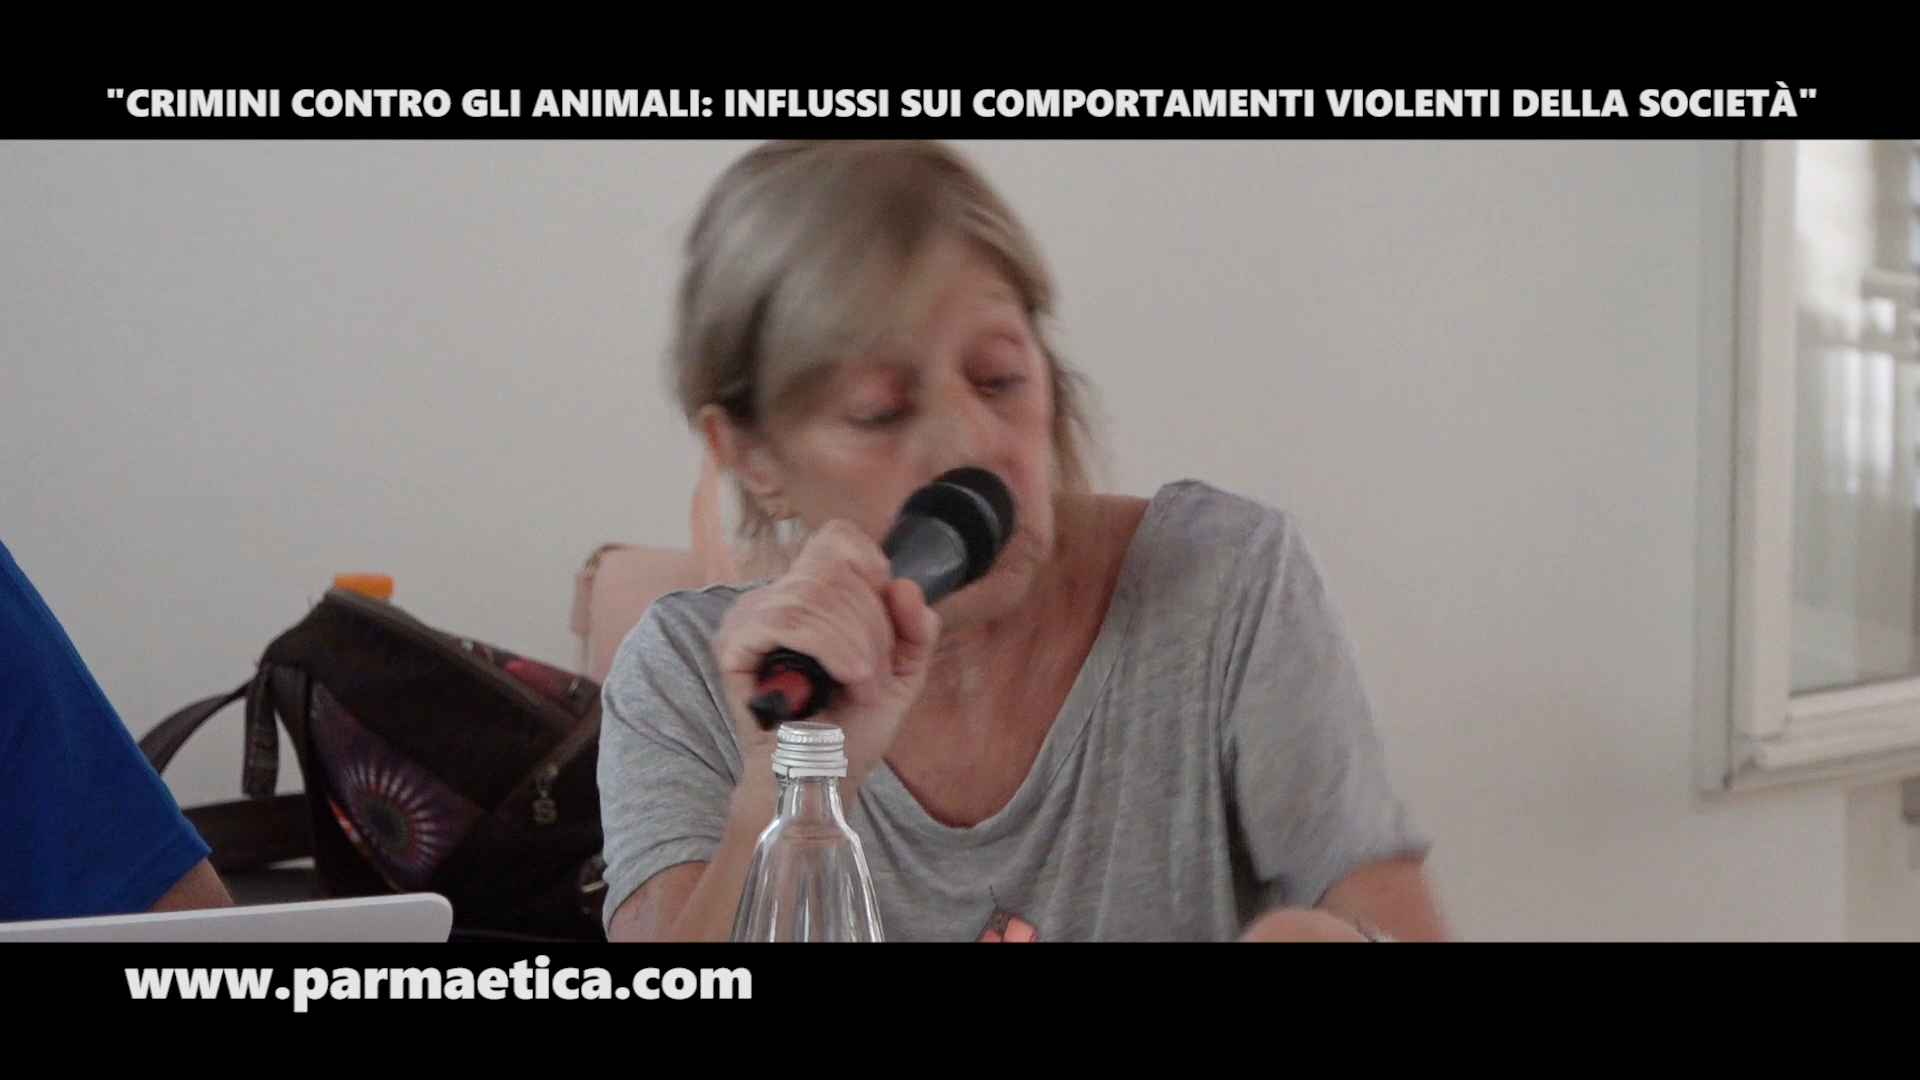 "CRIMINI CONTRO GLI ANIMALI: INFLUSSI SUI COMPORTAMENTI VIOLENTI DELLA SOCIETÀ"
S
www.parmaetica.com